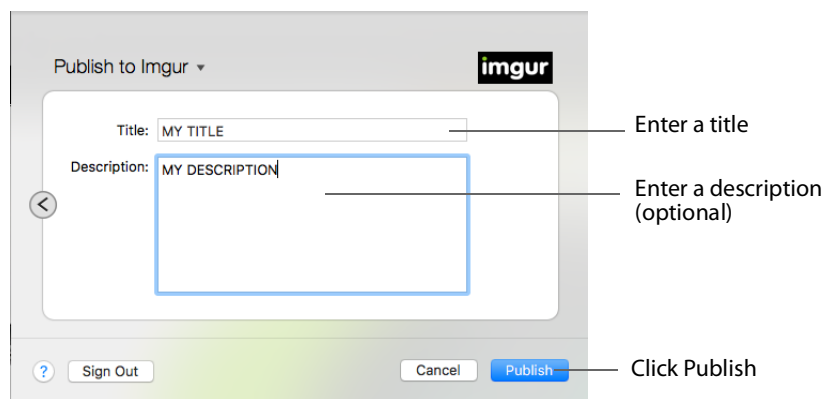 Publish to Imgur
imgur
Title: MY TITLE
Enter a title
Description: MY DESCRIPTION
Enter a description
(optional)
<
? Sign Out Cancel Publish
Click Publish